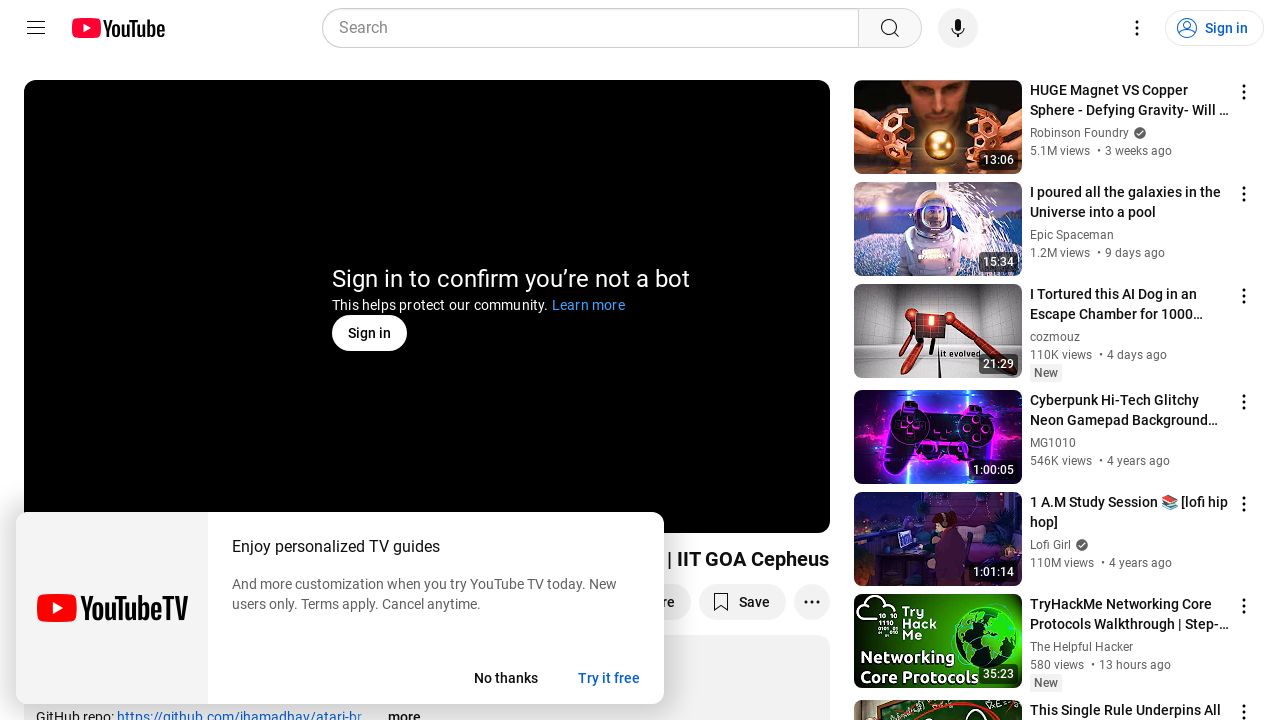 YouTube
Search
Sign in
Sign in to confirm you’re not a bot
This helps protect our community. Learn more
Sign in
| IIT GOA Cepheus
Save
Enjoy personalized TV guides
And more customization when you try YouTube TV today. New
users only. Terms apply. Cancel anytime.
YouTubeTV
No thanks
Try it free
GitHub repo: https://github.com/jhamadhav/atari-br
more
HUGE Magnet VS Copper
Sphere - Defying Gravity- Will …
Robinson Foundry
5.1M views • 3 weeks ago
13:06
I poured all the galaxies in the
Universe into a pool
Epic Spaceman
1.2M views • 9 days ago
15:34
I Tortured this AI Dog in an
Escape Chamber for 1000…
cozmouz
110K views • 4 days ago
New
it evolved
21:29
Cyberpunk Hi-Tech Glitchy
Neon Gamepad Background…
MG1010
546K views • 4 years ago
1:00:05
1 A.M Study Session 📚 [lofi hip
hop]
Lofi Girl
110M views • 4 years ago
1:01:14
TryHackMe Networking Core
Protocols Walkthrough | Step-…
The Helpful Hacker
580 views • 13 hours ago
New
Try
Hack
Me
Networking
Core Protocols
35:23
This Single Rule Underpins All